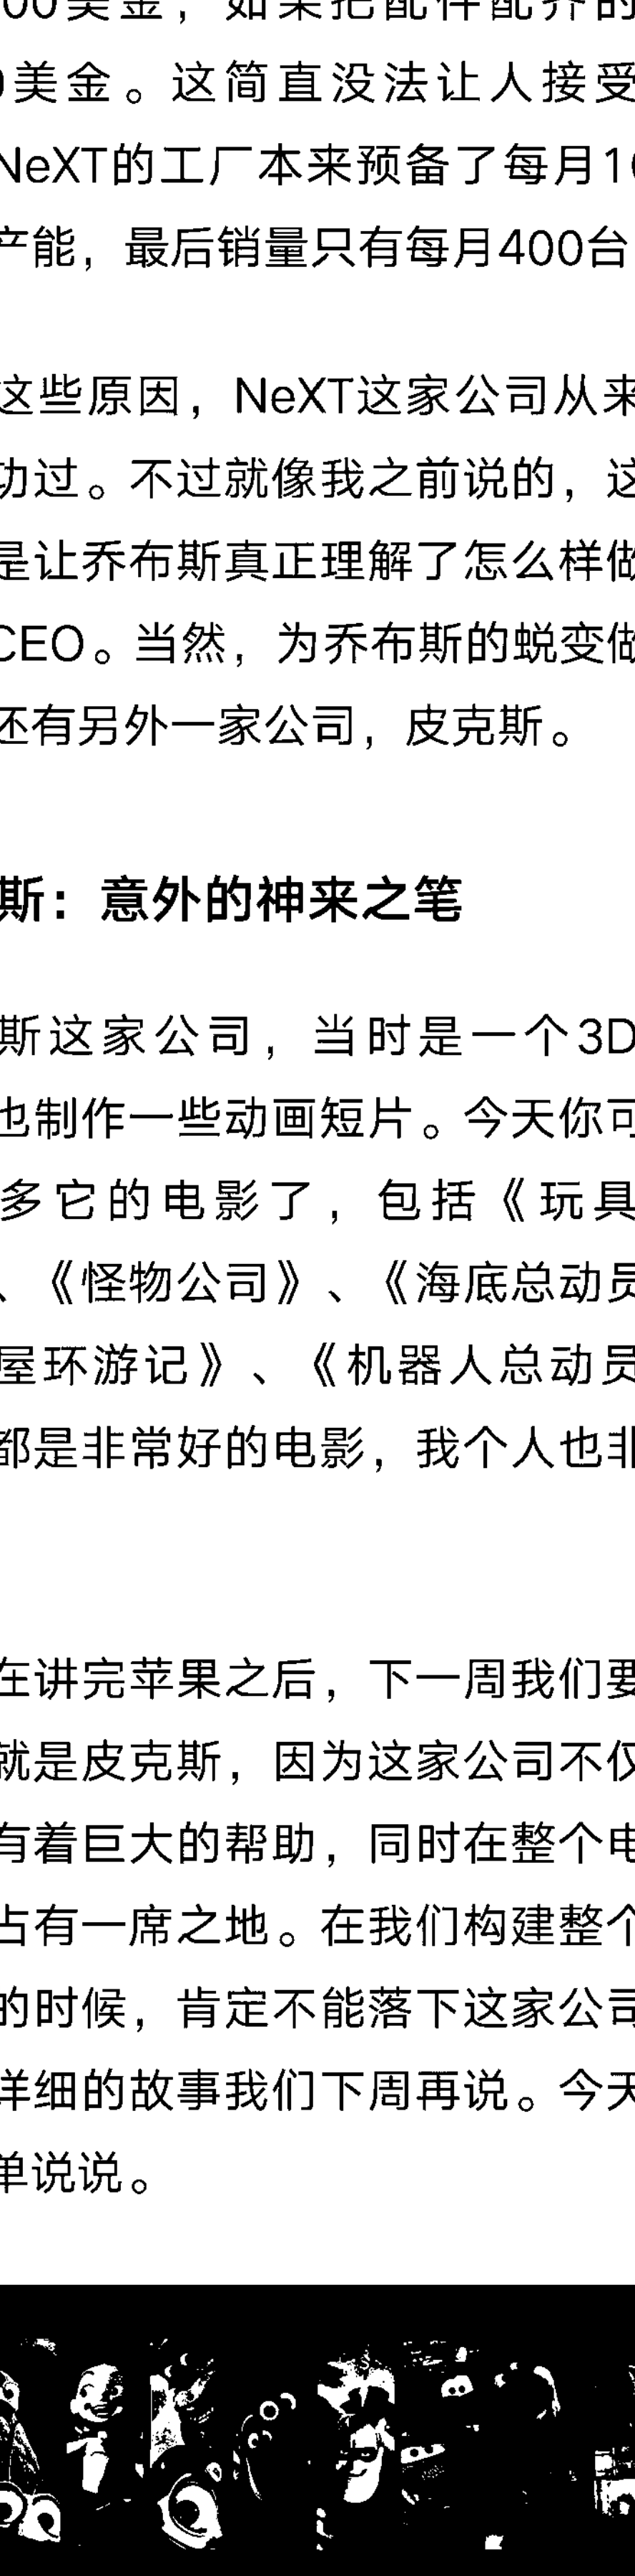 00美金，如果把配件配齐的
0美金。这简直没法让人接受
NeXT的工厂本来预备了每月10
产能，最后销量只有每月400台
这些原因，NeXT这家公司从来
功过。不过就像我之前说的，这
是让乔布斯真正理解了怎么样做
CEO。当然，为乔布斯的蜕变做
还有另外一家公司，皮克斯。
斯：意外的神来之笔
斯这家公司，当时是一个3D
也制作一些动画短片。今天你可
多它的电影了，包括《玩具
、《怪物公司》、《海底总动员
屋环游记》、《机器人总动员
都是非常好的电影，我个人也非
在讲完苹果之后，下一周我们要
就是皮克斯，因为这家公司不仅
有着巨大的帮助，同时在整个电
占有一席之地。在我们构建整个
的时候，肯定不能落下这家公司
详细的故事我们下周再说。今天
单说说。